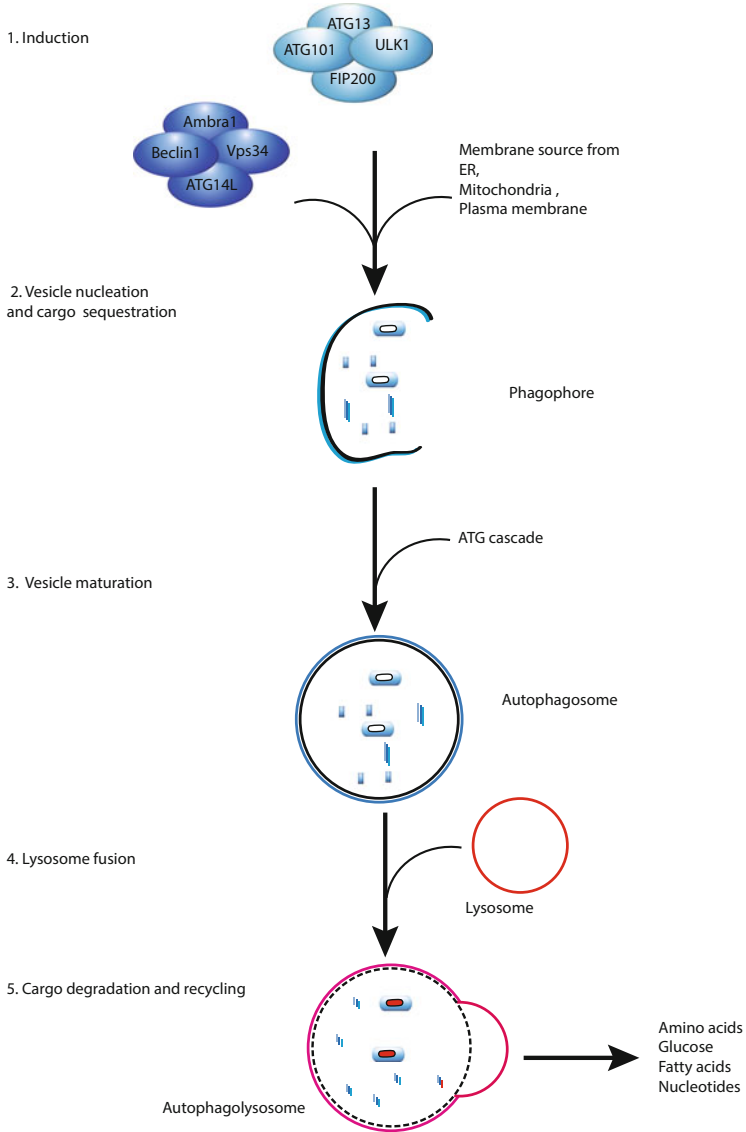 1. Induction
ATG13
ATG101
ULK1
FIP200
Ambra1
Beclin1
Vps34
ATG14L
Membrane source from
ER,
Mitochondria ,
Plasma membrane
2. Vesicle nucleation
and cargo sequestration
Phagophore
ATG cascade
3. Vesicle maturation
Autophagosome
4. Lysosome fusion
Lysosome
5. Cargo degradation and recycling
Amino acids
Glucose
Fatty acids
Nucleotides
Autophagolysosome